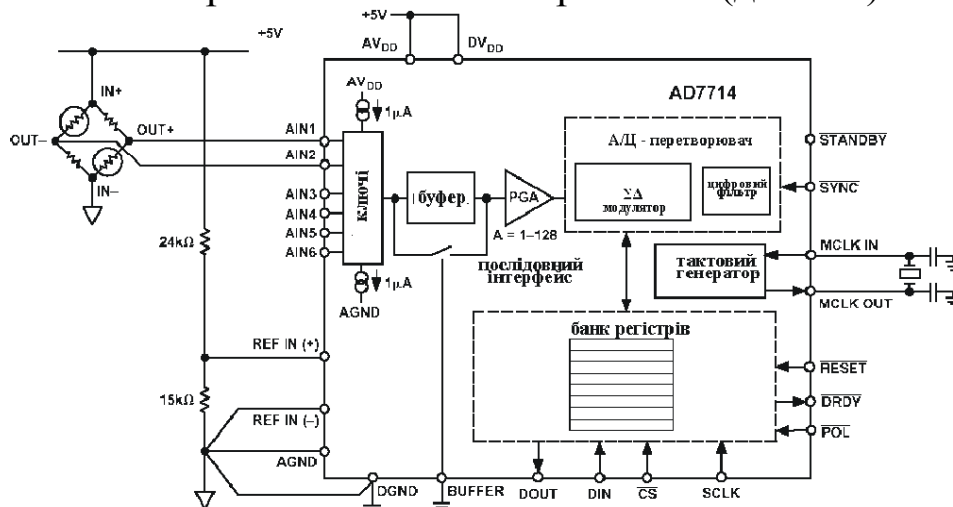 +5V
+5V
AVDD
DVDD
AD7714
IN+
OUT–
OUT+
IN–
AVDD
1µA
AIN1
AIN2
AIN3
AIN4
AIN5
AIN6
ключі
буфер.
PGA
A = 1–128
А/Ц - перетворювач
ΣΔ
модулятор
цифровий
фільтр
STANDBY
SYNC
24kΩ
1µA
AGND
послідовний
інтерфейс
тактовий
генератор
MCLK IN
MCLK OUT
банк регістрів
REF IN (+)
15kΩ
REF IN (–)
AGND
RESET
DRDY
POL
DGND
BUFFER
DOUT
DIN
CS
SCLK